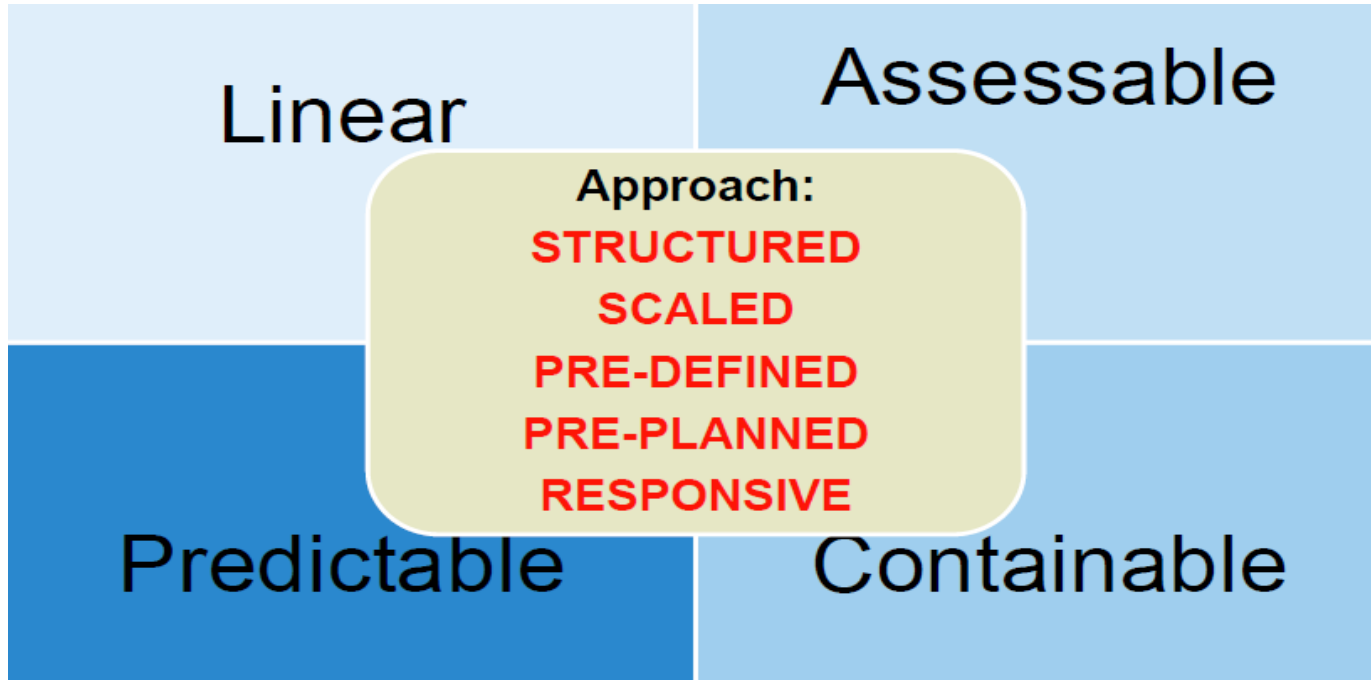 Linear
Assessable
Approach:
STRUCTURED
SCALED
PRE-DEFINED
PRE-PLANNED
RESPONSIVE
Predictable
Containable